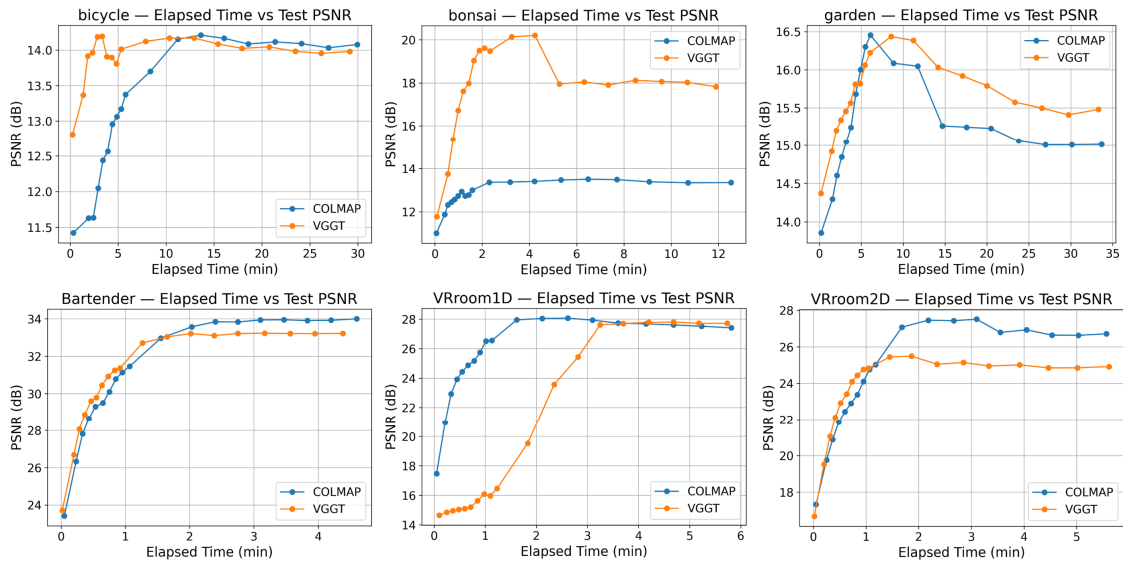 bicycle — Elapsed Time vs Test PSNR
PSNR (dB)
14.0
13.5
13.0
12.5
12.0
11.5
0 5 10 15 20 25 30
Elapsed Time (min)
COLMAP
VGGT
bonsai — Elapsed Time vs Test PSNR
PSNR (dB)
20
18
16
14
12
0 2 4 6 8 10 12
Elapsed Time (min)
COLMAP
VGGT
garden — Elapsed Time vs Test PSNR
PSNR (dB)
16.5
16.0
15.5
15.0
14.5
14.0
0 5 10 15 20 25 30 35
Elapsed Time (min)
COLMAP
VGGT
Bartender — Elapsed Time vs Test PSNR
PSNR (dB)
34
32
30
28
26
24
0 1 2 3 4
Elapsed Time (min)
COLMAP
VGGT
VRroom1D — Elapsed Time vs Test PSNR
PSNR (dB)
28
26
24
22
20
18
16
14
0 1 2 3 4 5 6
Elapsed Time (min)
COLMAP
VGGT
VRroom2D — Elapsed Time vs Test PSNR
PSNR (dB)
28
26
24
22
20
18
0 1 2 3 4 5
Elapsed Time (min)
COLMAP
VGGT